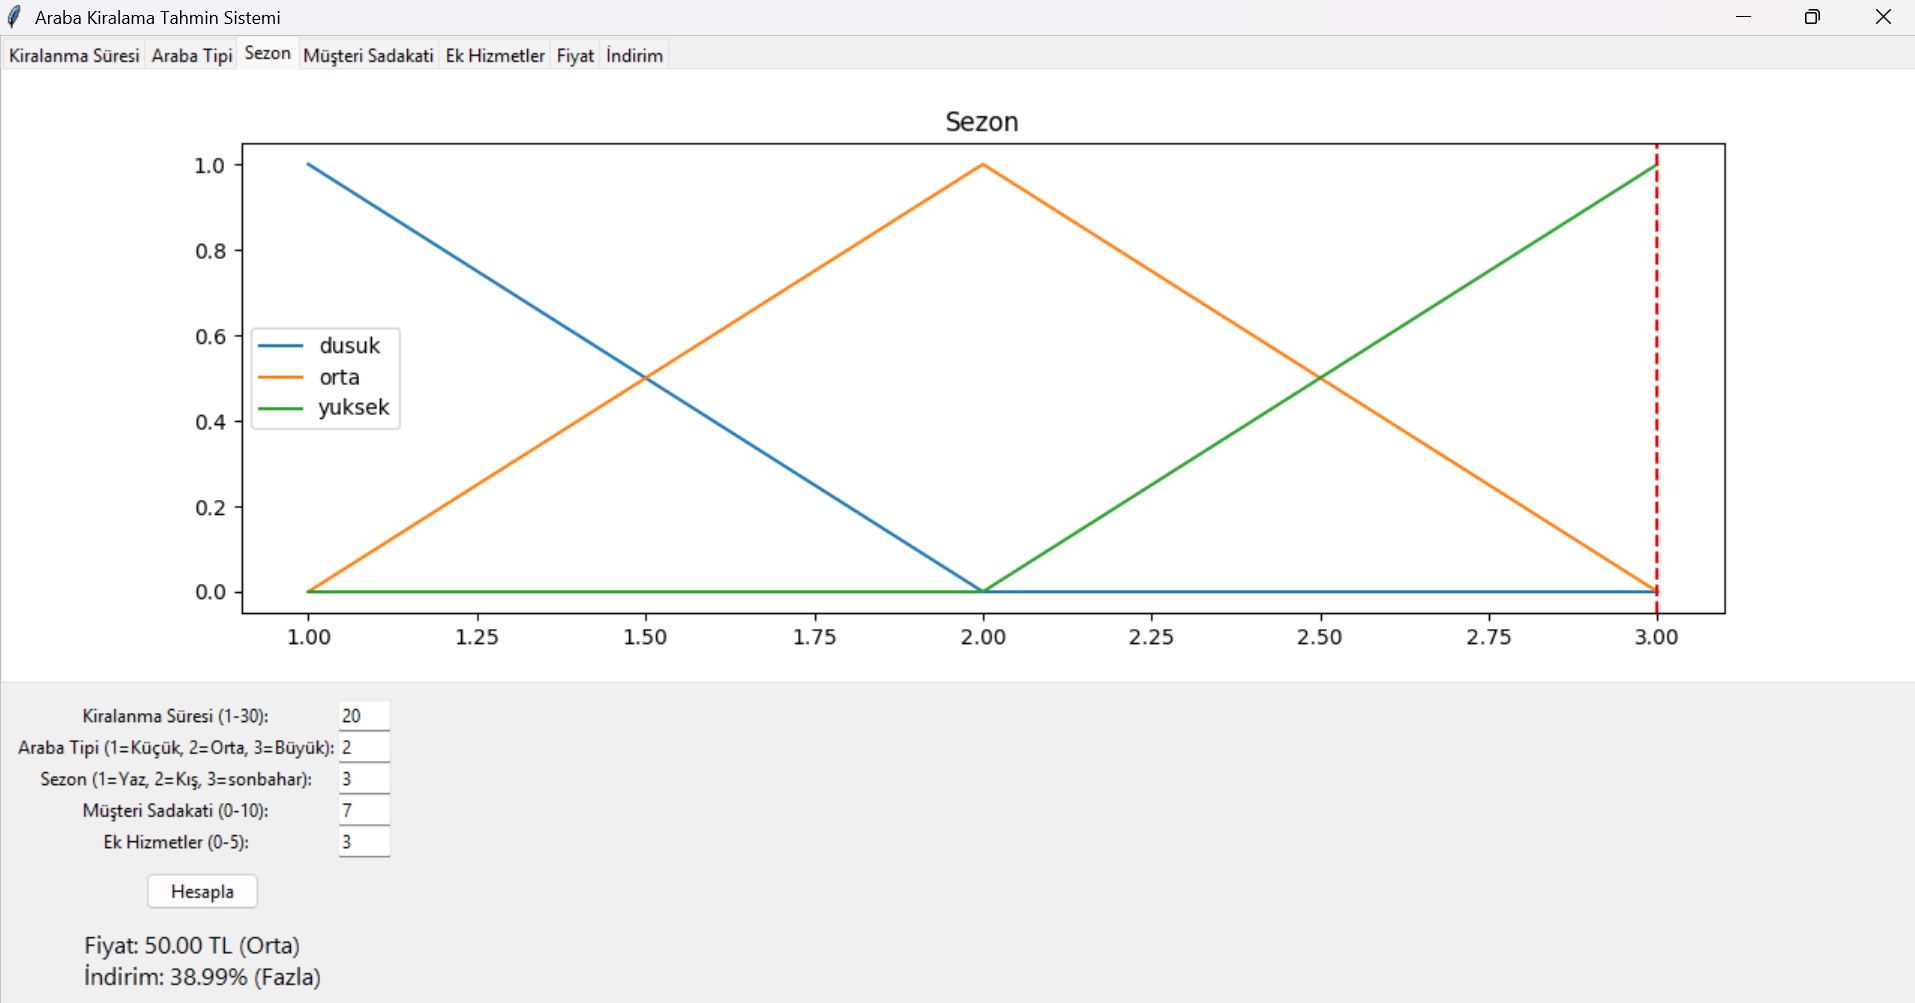 Araba Kiralama Tahmin Sistemi
Kiralanma Süresi Araba Tipi Sezon Müşteri Sadakati Ek Hizmetler Fiyat İndirim
Sezon
1.0
0.8
0.6
0.4
0.2
0.0
dusuk
orta
yuksek
1.00 1.25 1.50 1.75 2.00 2.25 2.50 2.75 3.00
Kiralanma Süresi (1-30): 20
Araba Tipi (1=Küçük, 2=Orta, 3=Büyük): 2
Sezon (1=Yaz, 2=Kış, 3=sonbahar): 3
Müşteri Sadakati (0-10): 7
Ek Hizmetler (0-5): 3
Hesapla
Fiyat: 50.00 TL (Orta)
İndirim: 38.99% (Fazla)